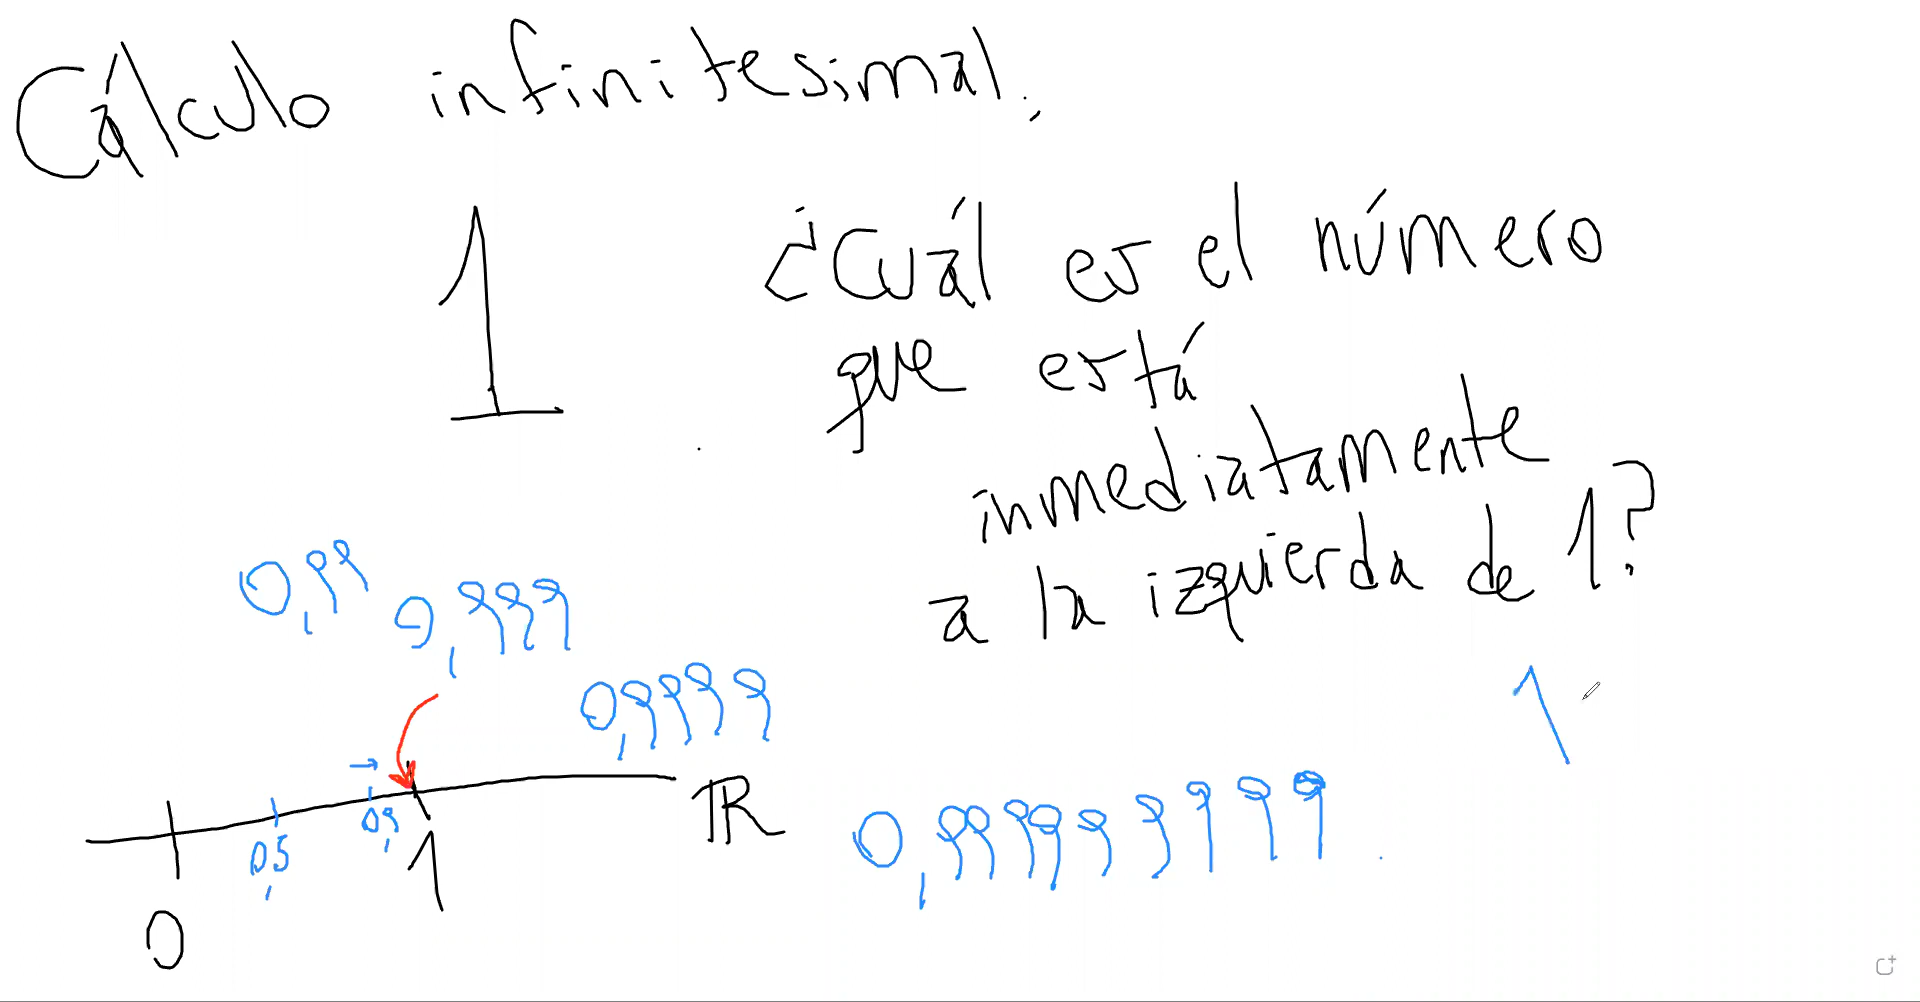 Cálculo infinitesimal.
1
¿Cuál es el número
que está
inmediatamente
a la izquierda de 1?
0,99
0,999
0,9999
1
0,5
0,9
1
ℝ
0
0,9999999999